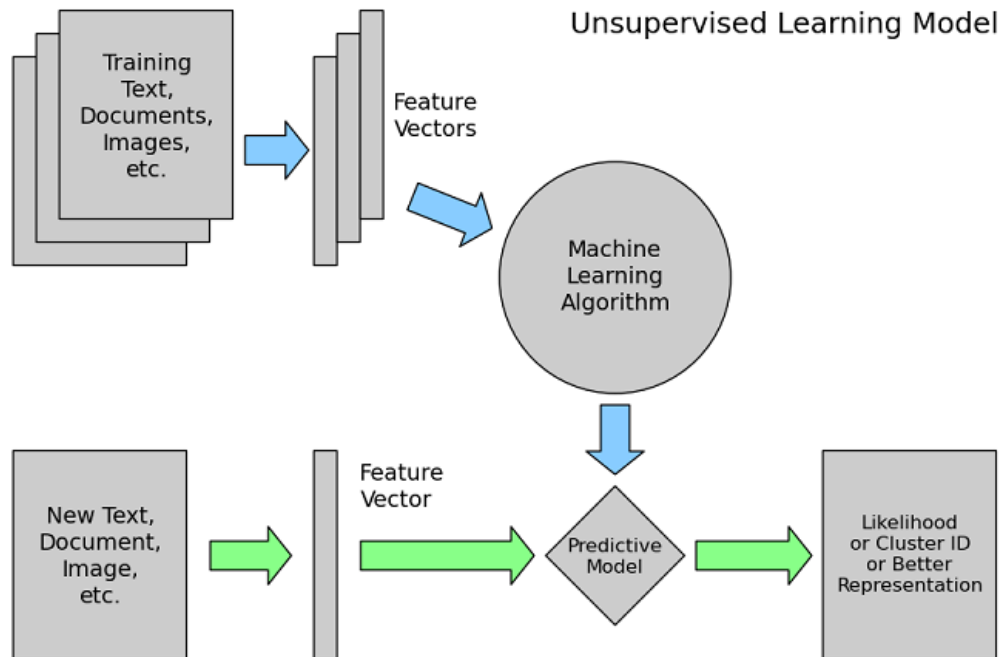 Unsupervised Learning Model
Training
Text,
Documents,
Images,
etc.
Feature
Vectors
Machine
Learning
Algorithm
New Text,
Document,
Image,
etc.
Feature
Vector
Predictive
Model
Likelihood
or Cluster ID
or Better
Representation